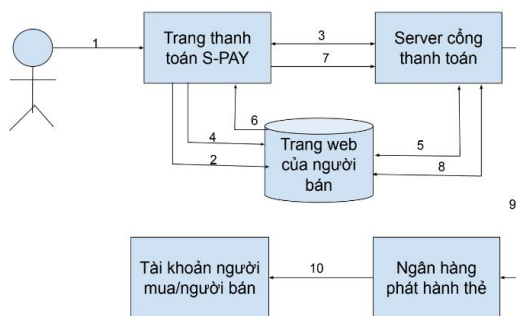 1
Trang thanh
toán S-PAY
3
7
Server cổng
thanh toán
6
4
2
Trang web
của người
bán
5
8
9
Tài khoản người
mua/người bán
10
Ngân hàng
phát hành thẻ